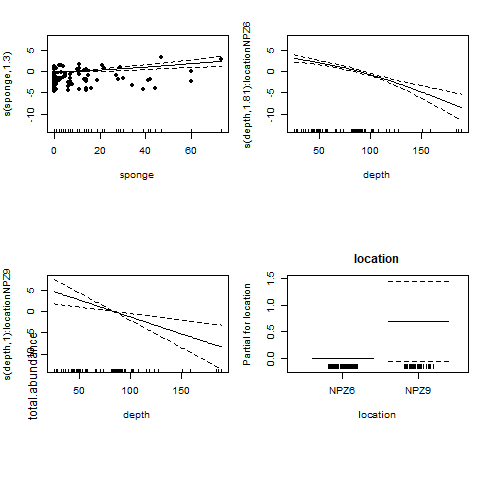 s(sponge,1.3)
5
0
-5
-10
0 20 40 60
sponge
s(depth,1.81):locationNPZ6
5
0
-5
-10
50 100 150
depth
s(depth,1):locationNPZ9
total.abundance
5
0
-5
-10
50 100 150
depth
location
Partial for location
1.5
1.0
0.5
0.0
NPZ6 NPZ9
location